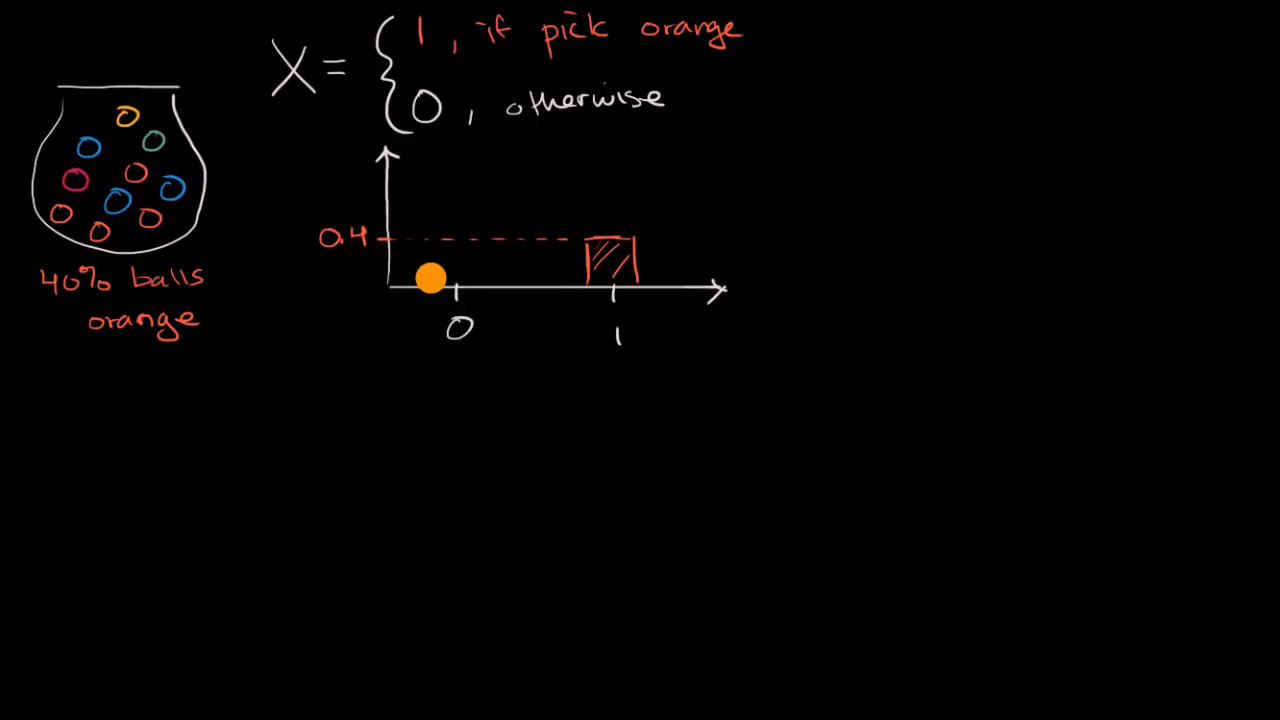 X = { 1, if pick orange
0, otherwise
0.4
0 1
40% balls
orange